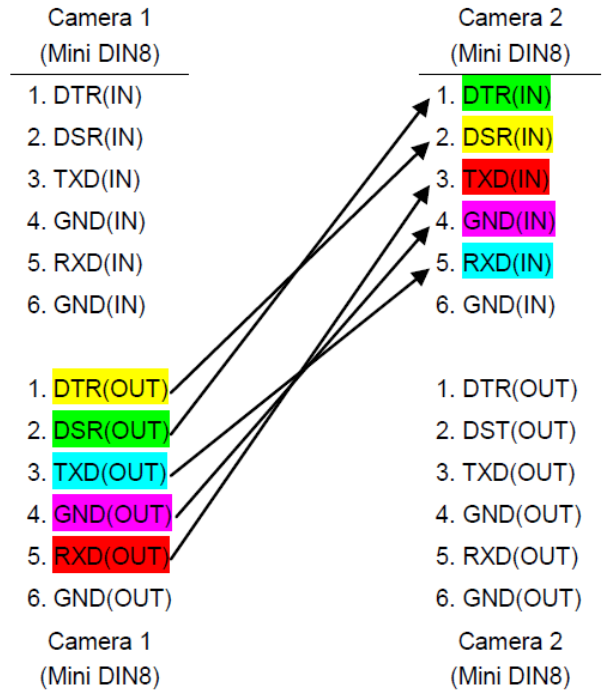 Camera 1
(Mini DIN8)
1. DTR(IN)
2. DSR(IN)
3. TXD(IN)
4. GND(IN)
5. RXD(IN)
6. GND(IN)
1. DTR(OUT)
2. DSR(OUT)
3. TXD(OUT)
4. GND(OUT)
5. RXD(OUT)
6. GND(OUT)
Camera 1
(Mini DIN8)
Camera 2
(Mini DIN8)
1. DTR(IN)
2. DSR(IN)
3. TXD(IN)
4. GND(IN)
5. RXD(IN)
6. GND(IN)
1. DTR(OUT)
2. DST(OUT)
3. TXD(OUT)
4. GND(OUT)
5. RXD(OUT)
6. GND(OUT)
Camera 2
(Mini DIN8)